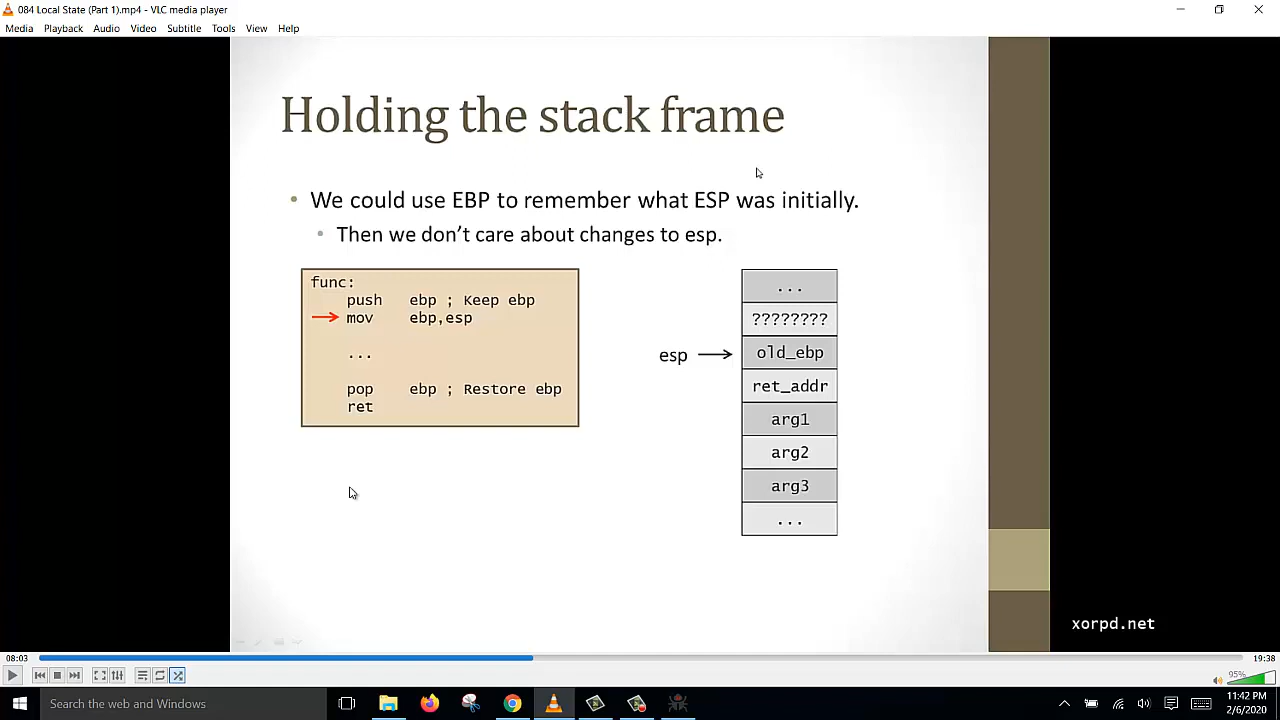 084 Local State (Part 1).mp4 - VLC media player
Media Playback Audio Video Subtitle Tools View Help
Holding the stack frame
• We could use EBP to remember what ESP was initially.
• Then we don't care about changes to esp.
func:
push ebp ; Keep ebp
mov ebp,esp
...
pop ebp ; Restore ebp
ret
...
????????
esp
old_ebp
ret_addr
arg1
arg2
arg3
...
xorpd.net
08:03
19:38
95%
Search the web and Windows
11:42 PM
2/6/2020